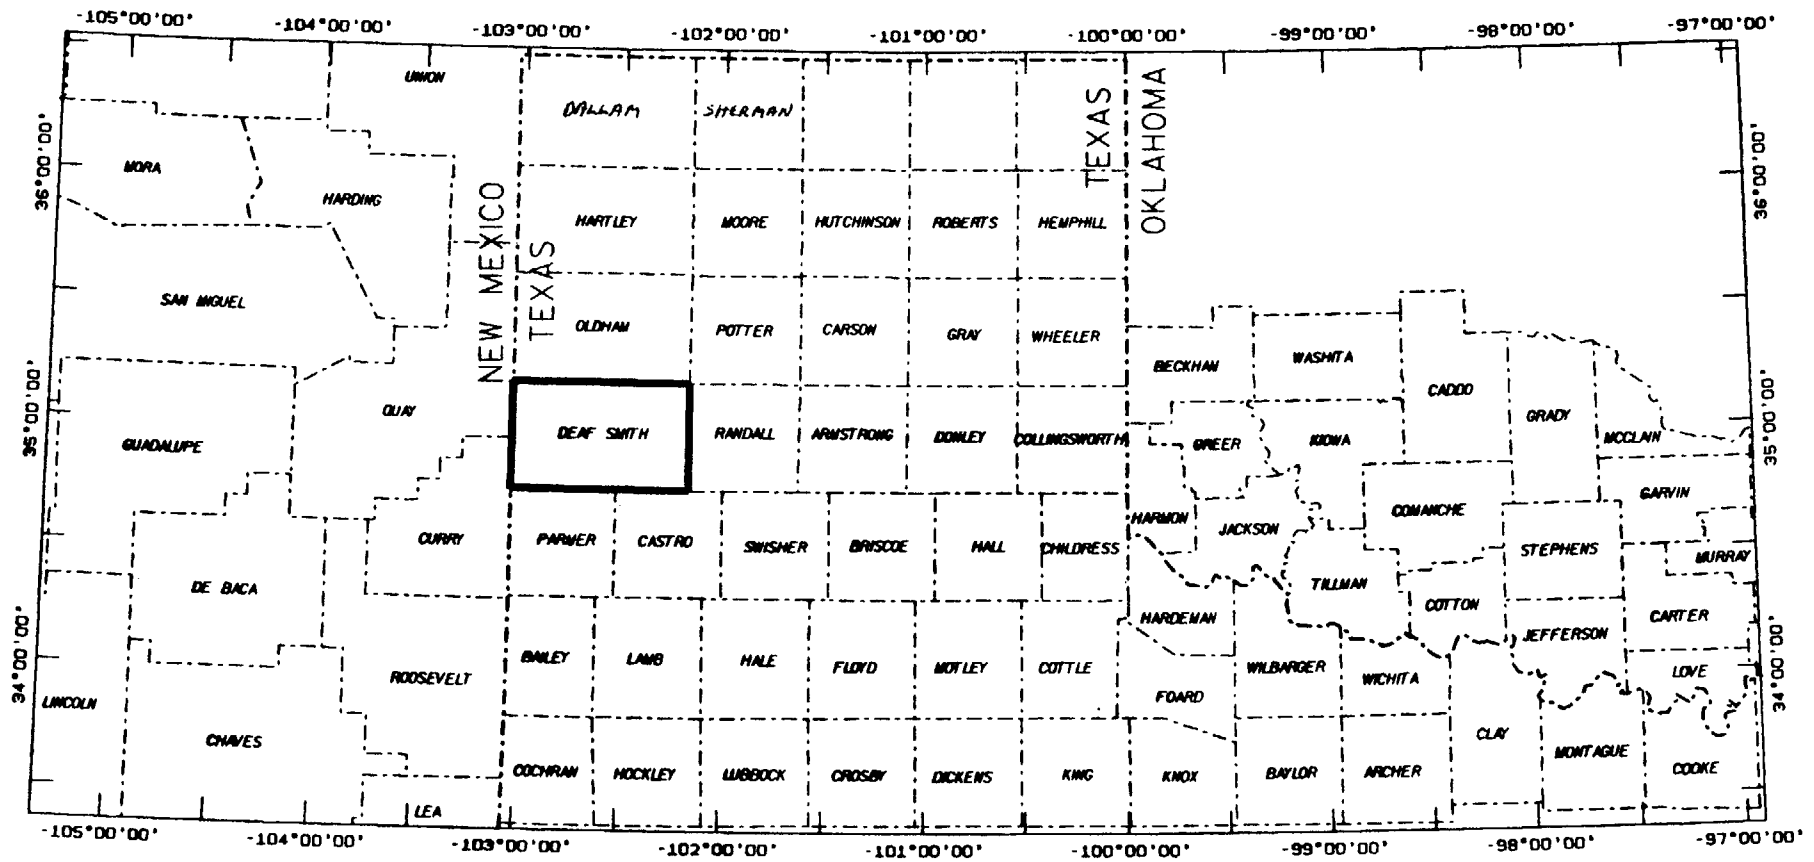 -105°00'00' -104°00'00' -103°00'00' -102°00'00' -101°00'00' -100°00'00' -99°00'00' -98°00'00' -97°00'00'
UNION
DALLAM SHERMAN
TEXAS
OKLAHOMA
36°00'00' 36°00'00'
MORA HARDING
NEW MEXICO
TEXAS
HARTLEY MOORE HUTCHINSON ROBERTS HEMPHILL
SAN MIGUEL OLDHAM POTTER CARSON GRAY WHEELER
BECKHAN WASHITA CADDO
35°00'00' 35°00'00'
GUADALUPE QUAY DEAF SMITH RANDALL ARMSTRONG DONLEY COLLINGSWORTH GREER KIOWA GRADY MCCLAIN
GARVIN
CURRY PARMER CASTRO SWISHER BRISCOE HALL CHILDRESS HARMON JACKSON COMANCHE STEPHENS MURRAY
DE BACA TILLMAN COTTON
HARDEMAN JEFFERSON CARTER
34°00'00' 34°00'00'
LINCOLN ROOSEVELT BAILEY LAMB HALE FLOYD MOTLEY COTTLE FOARD WILBARGER WICHITA LOVE
CHAVES CLAY MONTAGUE COOKE
COCHRAN HOCKLEY LUBBOCK CROSBY DICKENS KING KNOX BAYLOR ARCHER
LEA
-105°00'00' -104°00'00' -103°00'00' -102°00'00' -101°00'00' -100°00'00' -99°00'00' -98°00'00' -97°00'00'